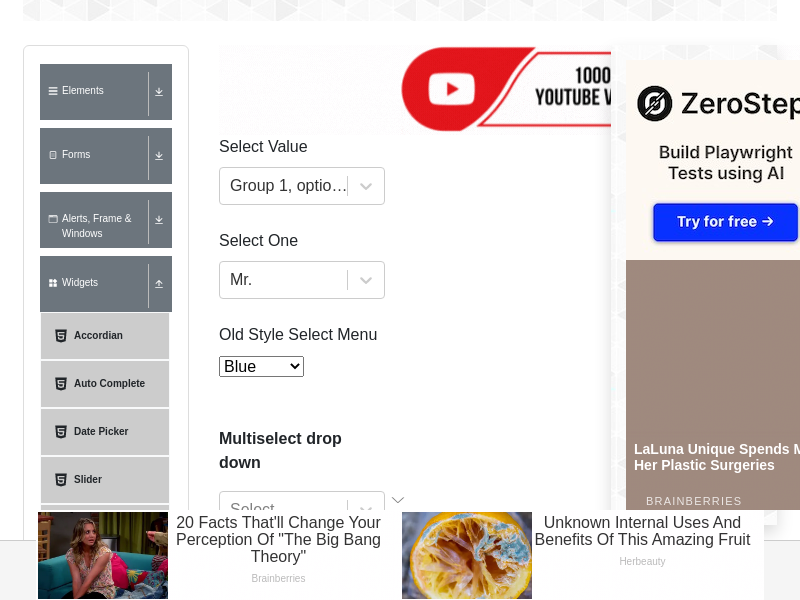 Elements
Forms
Alerts, Frame &
Windows
Widgets
Accordian
Auto Complete
Date Picker
Slider
1000
YOUTUBE V
Select Value
Group 1, optio…
Select One
Mr.
Old Style Select Menu
Blue
Multiselect drop
down
Select...
ZeroStep
Build Playwright
Tests using AI
Try for free →
LaLuna Unique Spends M
Her Plastic Surgeries
BRAINBERRIES
20 Facts That'll Change Your
Perception Of "The Big Bang
Theory"
Brainberries
Unknown Internal Uses And
Benefits Of This Amazing Fruit
Herbeauty